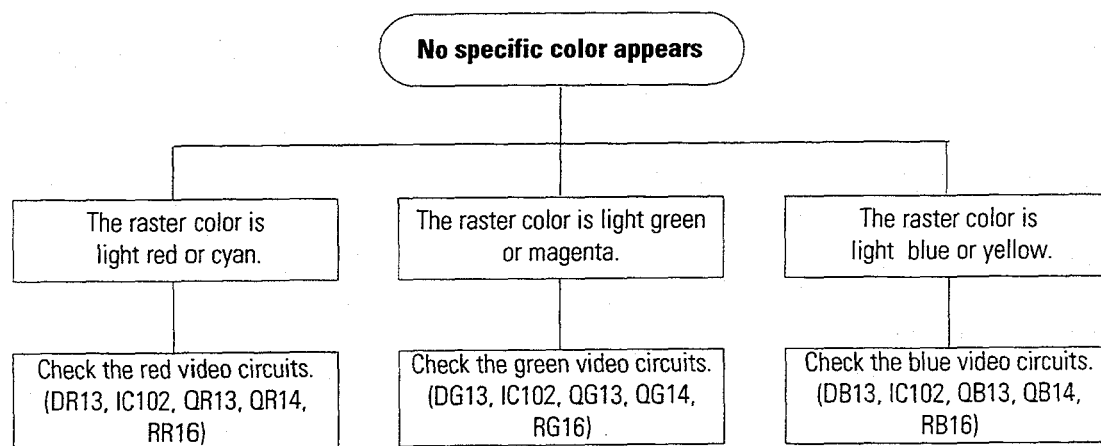 No specific color appears
The raster color is
light red or cyan.
The raster color is light green
or magenta.
The raster color is
light blue or yellow.
Check the red video circuits.
(DR13, IC102, QR13, QR14,
RR16)
Check the green video circuits.
(DG13, IC102, QG13, QG14,
RG16)
Check the blue video circuits.
(DB13, IC102, QB13, QB14,
RB16)